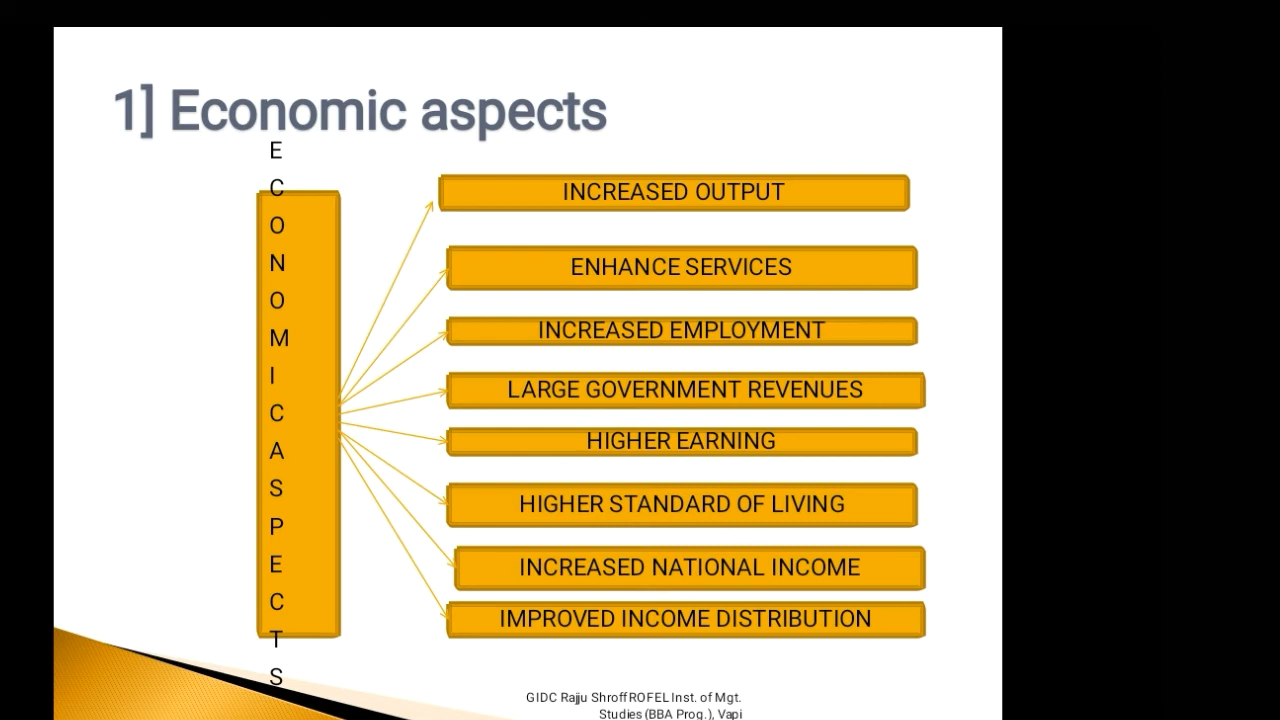 1] Economic aspects
E
C
O
N
O
M
I
C
A
S
P
E
C
T
S
INCREASED OUTPUT
ENHANCE SERVICES
INCREASED EMPLOYMENT
LARGE GOVERNMENT REVENUES
HIGHER EARNING
HIGHER STANDARD OF LIVING
INCREASED NATIONAL INCOME
IMPROVED INCOME DISTRIBUTION
GIDC Rajju Shroff ROFEL Inst. of Mgt.
Studies (BBA Prog.), Vapi